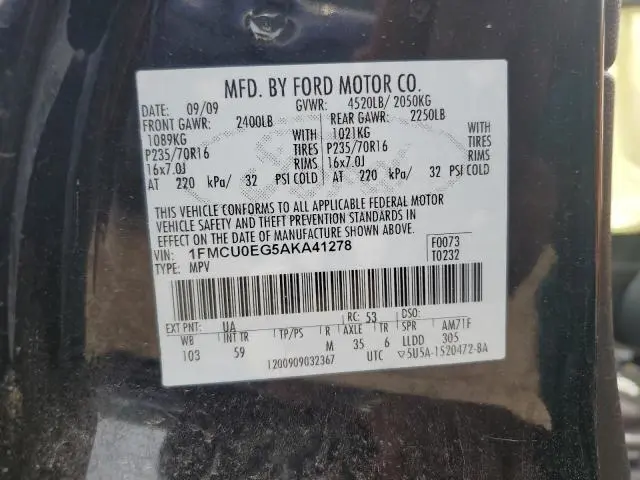 MFD. BY FORD MOTOR CO.
DATE: 09/09 GVWR: 4520LB/ 2050KG
FRONT GAWR: 2400LB REAR GAWR: 2250LB
1089KG WITH 1021KG WITH
P235/70R16 TIRES P235/70R16 TIRES
16x7.0J RIMS 16x7.0J RIMS
AT 220 kPa/ 32 PSI COLD AT 220 kPa/ 32 PSI COLD
THIS VEHICLE CONFORMS TO ALL APPLICABLE FEDERAL MOTOR
VEHICLE SAFETY AND THEFT PREVENTION STANDARDS IN
EFFECT ON THE DATE OF MANUFACTURE SHOWN ABOVE.
VIN: 1FMCU0EG5AKA41278 F0073
TYPE: MPV T0232
EXT PNT: UA RC: 53 DSO:
WB INT TR TP/PS R AXLE TR SPR AM71F
103 59 M 35 6 LLDD 305
1200909032367 UTC ▽5U5A-1520472-BA